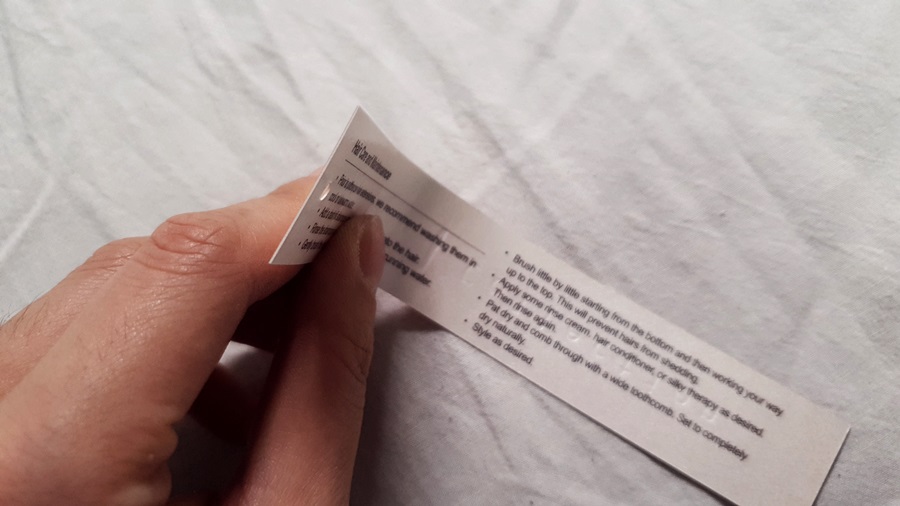 Hair Care and Maintenance
we recommend washing them in
to the hair.
running water.
• Brush little by little starting from the bottom and then working your way
up to the top. This will prevent hairs from shedding.
• Apply some rinse cream, hair conditioner, or silky therapy as desired.
Then rinse again.
• Pat dry and comb through with a wide toothcomb. Set to completely
dry naturally.
• Style as desired.